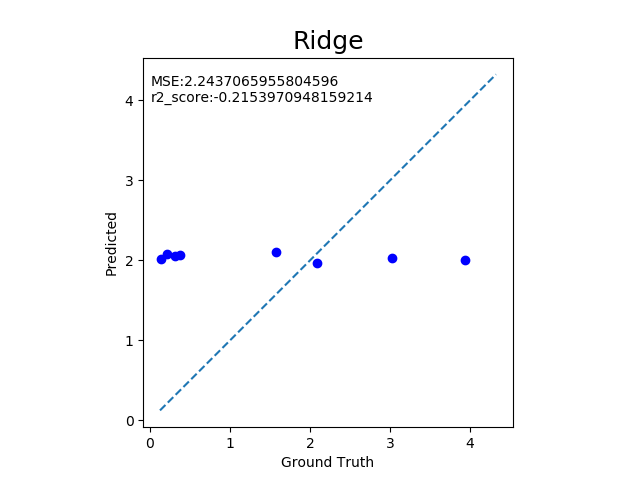 Ridge
MSE:2.2437065955804596
r2_score:-0.2153970948159214
4
3
2
1
0
Predicted
0 1 2 3 4
Ground Truth